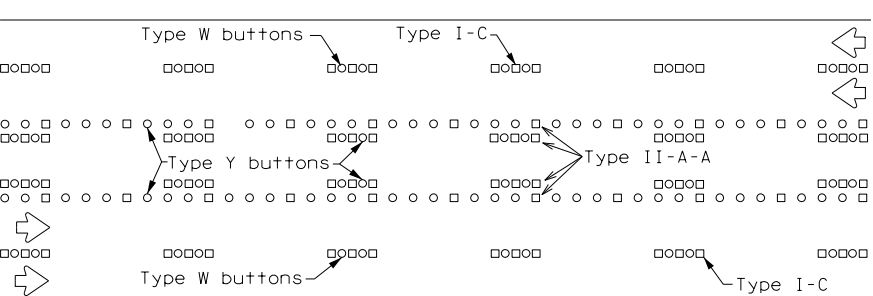 Type W buttons
Type I-C
Type Y buttons
Type II-A-A
Type W buttons
Type I-C